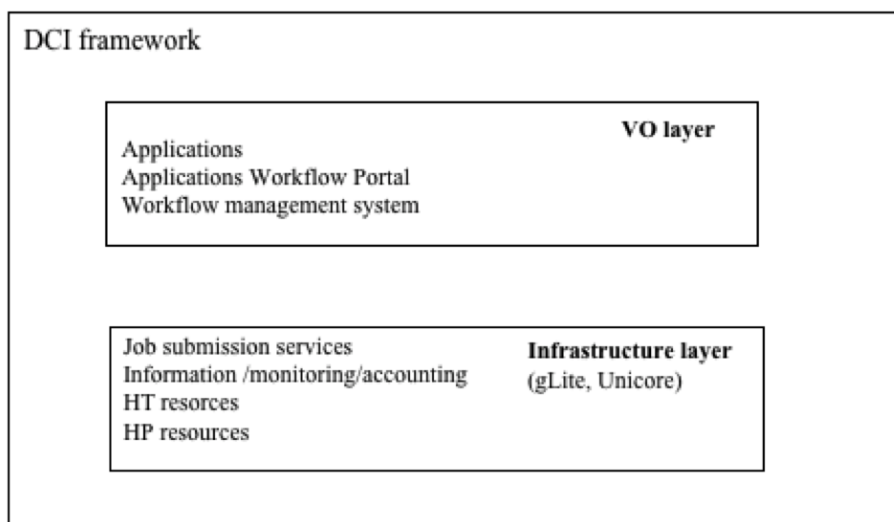 DCI framework
VO layer
Applications
Applications Workflow Portal
Workflow management system
Job submission services
Infrastructure layer
Information /monitoring/accounting
(gLite, Unicore)
HT resorces
HP resources